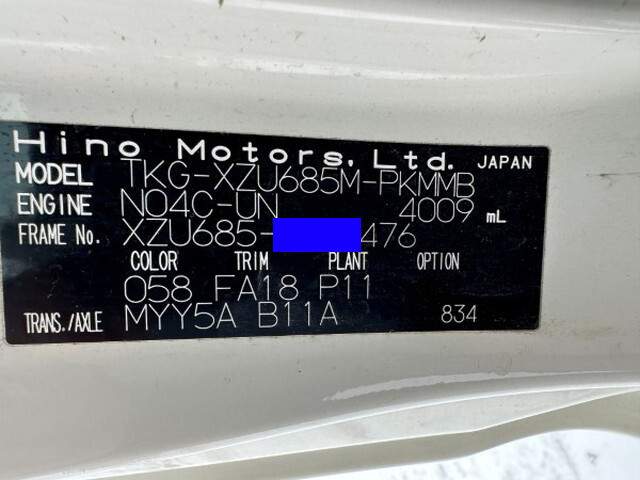 Hino Motors, Ltd. JAPAN
MODEL TKG-XZU685M-PKMMB
ENGINE N04C-UN 4009 mL
FRAME No. XZU685- 476
COLOR TRIM PLANT OPTION
058 FA18 P11
TRANS./AXLE MYY5A B11A 834